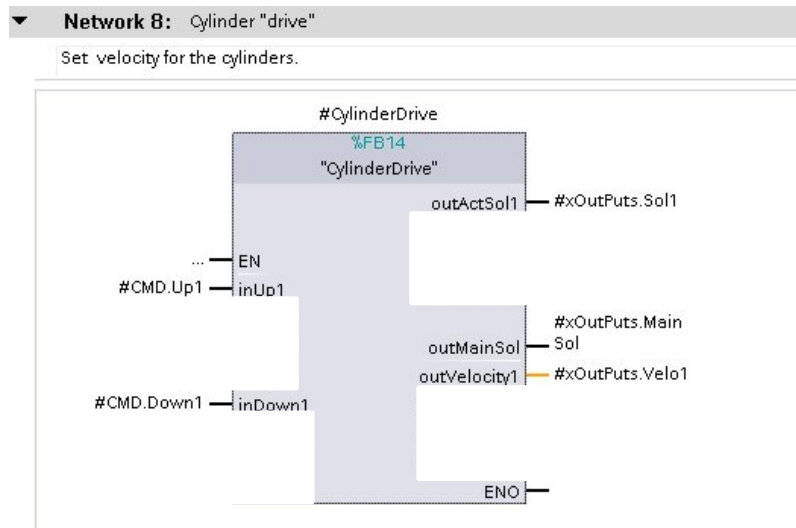 Network 8: Cylinder "drive"
Set velocity for the cylinders.
#CylinderDrive
%FB14
"CylinderDrive"
outActSol1
#xOutPuts.Sol1
...
EN
#CMD.Up1
inUp1
#xOutPuts.Main
outMainSol
Sol
outVelocity1
#xOutPuts.Velo1
#CMD.Down1
inDown1
ENO